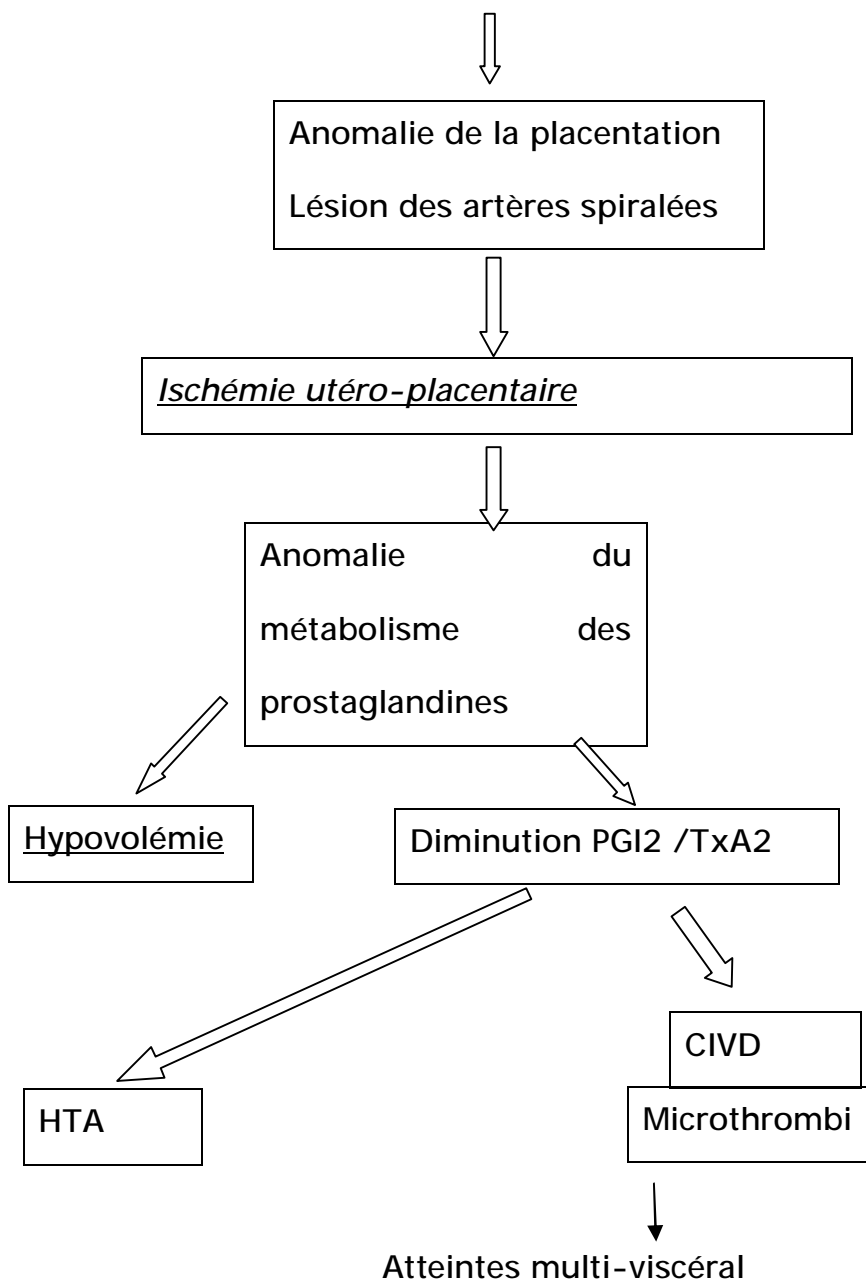 Anomalie de la placentation
Lésion des artères spiralées
Ischémie utéro-placentaire
Anomalie du
métabolisme des
prostaglandines
Hypovolémie
Diminution PGI2 /TxA2
CIVD
HTA
Microthrombi
Atteintes multi-viscéral